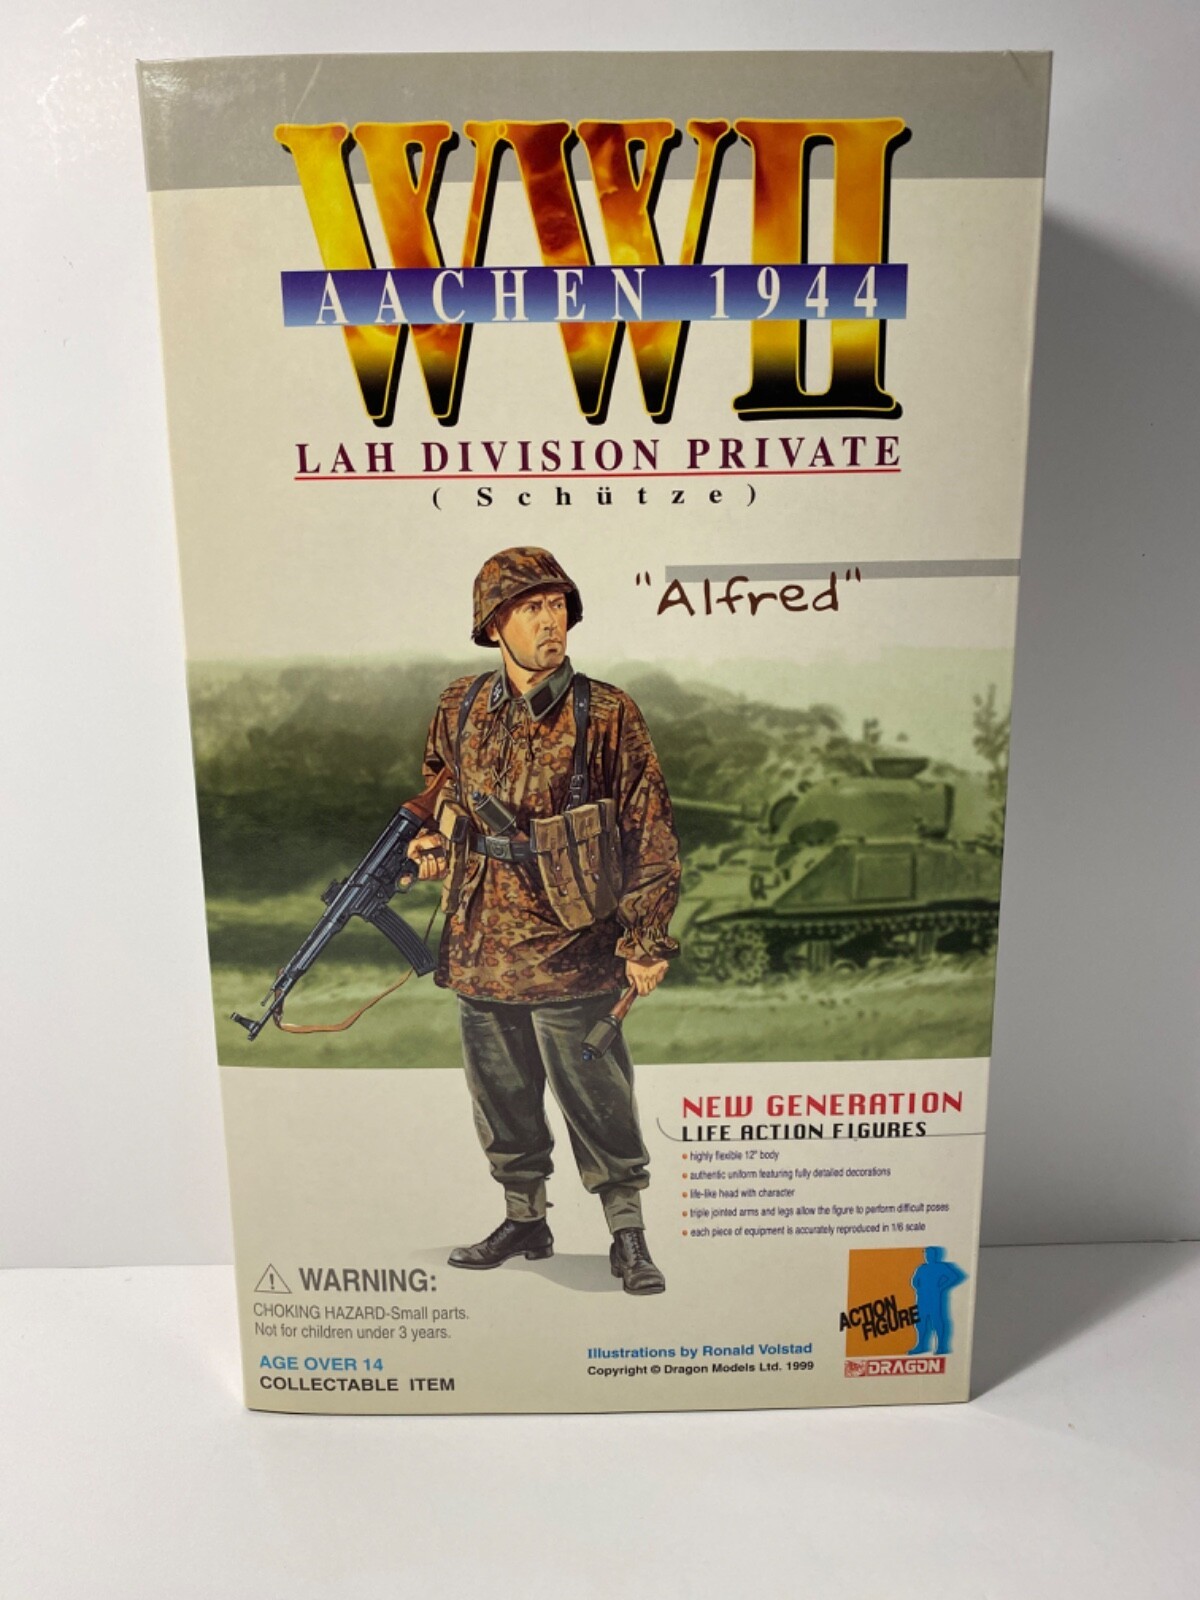 WWII
AACHEN 1944
LAH DIVISION PRIVATE
(Schütze)
"Alfred"
NEW GENERATION
LIFE ACTION FIGURES
• highly flexible 12" body
• authentic uniform featuring fully detailed decorations
• life-like head with character
• triple jointed arms and legs allow the figure to perform difficult poses
• each piece of equipment is accurately reproduced in 1/6 scale
WARNING:
CHOKING HAZARD-Small parts.
Not for children under 3 years.
AGE OVER 14
COLLECTABLE ITEM
Illustrations by Ronald Volstad
Copyright © Dragon Models Ltd. 1999
ACTION
FIGURE
DRAGON